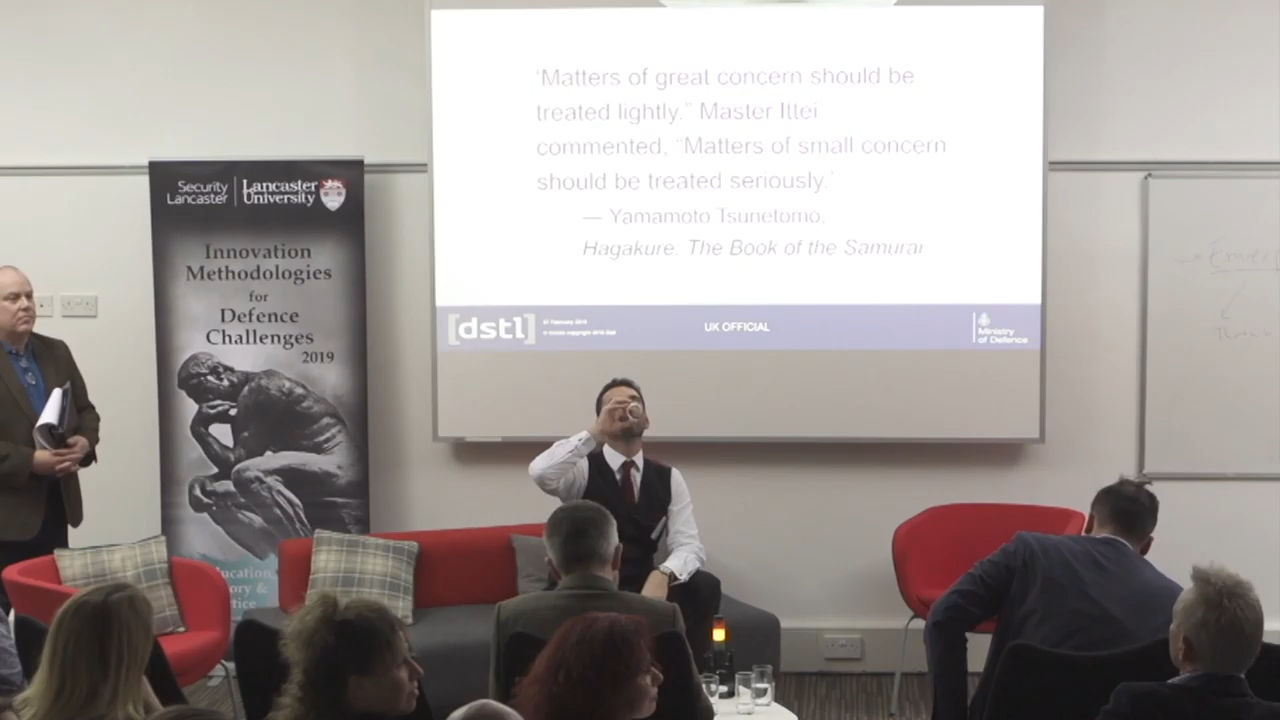 'Matters of great concern should be
treated lightly." Master Ittei
commented, "Matters of small concern
should be treated seriously.'
— Yamamoto Tsunetomo,
Hagakure: The Book of the Samurai
[dstl]
UK OFFICIAL
Ministry
of Defence
Security
Lancaster
Lancaster
University
Innovation
Methodologies
for
Defence
Challenges
2019